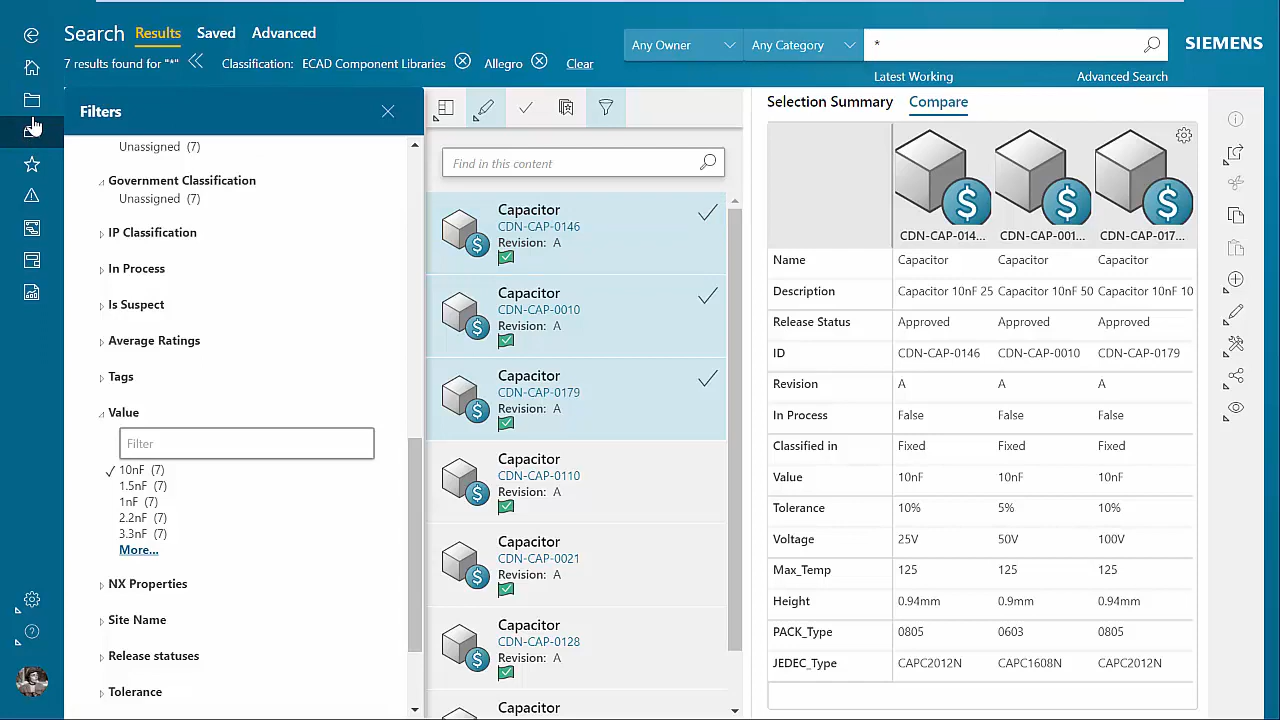 Search Results Saved Advanced
7 results found for "*" Classification: ECAD Component Libraries Allegro Clear
Any Owner Any Category *
Latest Working Advanced Search
SIEMENS
Filters
Unassigned (7)
Government Classification
Unassigned (7)
IP Classification
In Process
Is Suspect
Average Ratings
Tags
Value
Filter
10nF (7)
1.5nF (7)
1nF (7)
2.2nF (7)
3.3nF (7)
More...
NX Properties
Site Name
Release statuses
Tolerance
Find in this content
Capacitor
CDN-CAP-0146
Revision: A
Capacitor
CDN-CAP-0010
Revision: A
Capacitor
CDN-CAP-0179
Revision: A
Capacitor
CDN-CAP-0110
Revision: A
Capacitor
CDN-CAP-0021
Revision: A
Capacitor
CDN-CAP-0128
Revision: A
Capacitor
Selection Summary Compare
CDN-CAP-014... CDN-CAP-001... CDN-CAP-017...
Name Capacitor Capacitor Capacitor
Description Capacitor 10nF 25 Capacitor 10nF 50 Capacitor 10nF 10
Release Status Approved Approved Approved
ID CDN-CAP-0146 CDN-CAP-0010 CDN-CAP-0179
Revision A A A
In Process False False False
Classified in Fixed Fixed Fixed
Value 10nF 10nF 10nF
Tolerance 10% 5% 10%
Voltage 25V 50V 100V
Max_Temp 125 125 125
Height 0.94mm 0.9mm 0.94mm
PACK_Type 0805 0603 0805
JEDEC_Type CAPC2012N CAPC1608N CAPC2012N